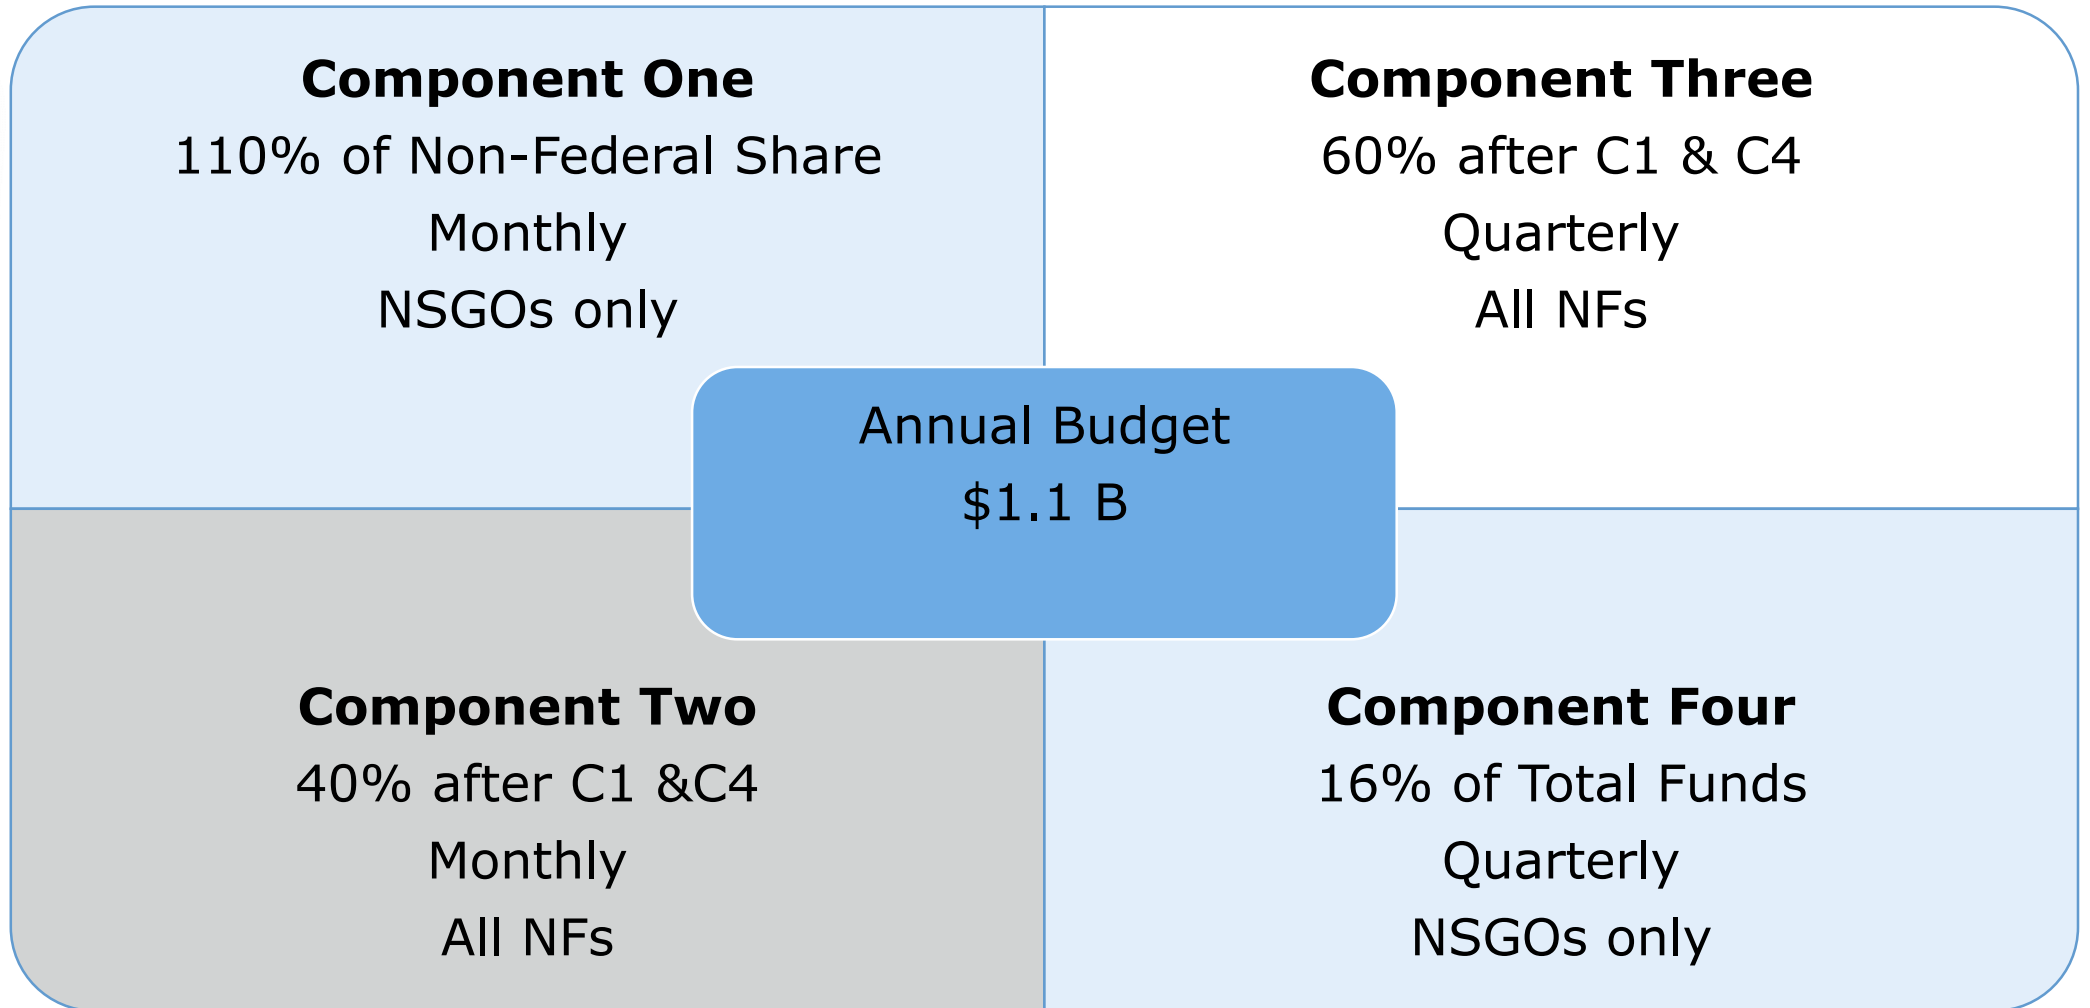 Component One
110% of Non-Federal Share
Monthly
NSGOs only
Component Three
60% after C1 & C4
Quarterly
All NFs
Annual Budget
$1.1 B
Component Two
40% after C1 &C4
Monthly
All NFs
Component Four
16% of Total Funds
Quarterly
NSGOs only